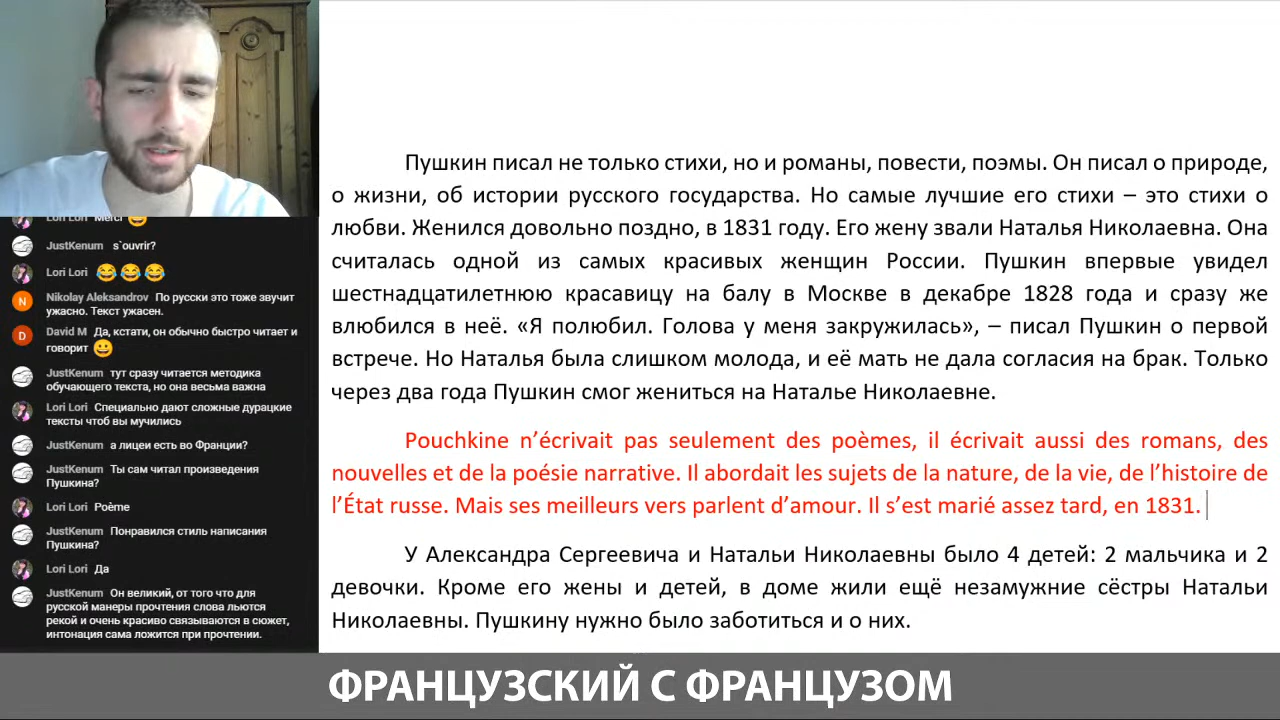 Lori Lori Merci
JustKenum s`ouvrir?
Lori Lori
N
Nikolay Aleksandrov По русски это тоже звучит
ужасно. Текст ужасен.
D
David M Да, кстати, он обычно быстро читает и
говорит
JustKenum тут сразу читается методика
обучающего текста, но она весьма важна
Lori Lori Специально дают сложные дурацкие
тексты чтоб вы мучились
JustKenum а лицеи есть во Франции?
JustKenum Ты сам читал произведения
Пушкина?
Lori Lori Poème
JustKenum Понравился стиль написания
Пушкина?
Lori Lori Да
JustKenum Он великий, от того что для
русской манеры прочтения слова льются
рекой и очень красиво связываются в сюжет,
интонация сама ложится при прочтении.
Пушкин писал не только стихи, но и романы, повести, поэмы. Он писал о природе,
о жизни, об истории русского государства. Но самые лучшие его стихи – это стихи о
любви. Женился довольно поздно, в 1831 году. Его жену звали Наталья Николаевна. Она
считалась одной из самых красивых женщин России. Пушкин впервые увидел
шестнадцатилетнюю красавицу на балу в Москве в декабре 1828 года и сразу же
влюбился в неё. «Я полюбил. Голова у меня закружилась», – писал Пушкин о первой
встрече. Но Наталья была слишком молода, и её мать не дала согласия на брак. Только
через два года Пушкин смог жениться на Наталье Николаевне.
Pouchkine n’écrivait pas seulement des poèmes, il écrivait aussi des romans, des
nouvelles et de la poésie narrative. Il abordait les sujets de la nature, de la vie, de l’histoire de
l’État russe. Mais ses meilleurs vers parlent d’amour. Il s’est marié assez tard, en 1831.
У Александра Сергеевича и Натальи Николаевны было 4 детей: 2 мальчика и 2
девочки. Кроме его жены и детей, в доме жили ещё незамужние сёстры Натальи
Николаевны. Пушкину нужно было заботиться и о них.
ФРАНЦУЗСКИЙ С ФРАНЦУЗОМ